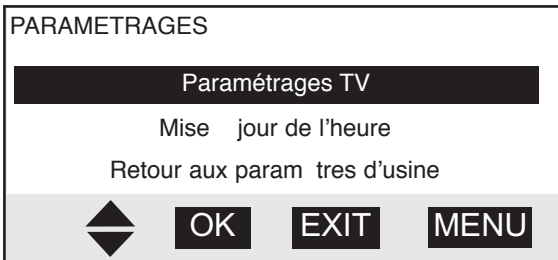 PARAMETRAGES
Paramétrages TV
Mise jour de l'heure
Retour aux param tres d'usine
OK EXIT MENU